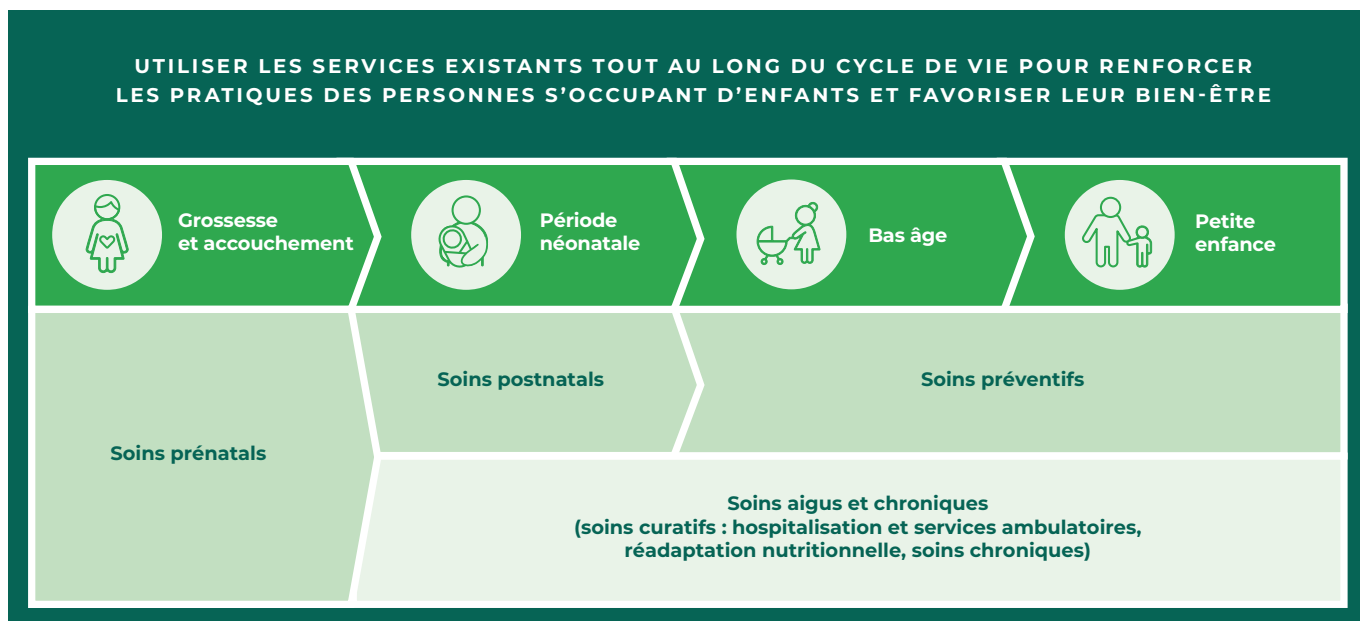 UTILISER LES SERVICES EXISTANTS TOUT AU LONG DU CYCLE DE VIE POUR RENFORCER
LES PRATIQUES DES PERSONNES S’OCCUPANT D’ENFANTS ET FAVORISER LEUR BIEN-ÊTRE
Grossesse
et accouchement
Période
néonatale
Bas âge
Petite
enfance
Soins prénatals
Soins postnatals
Soins préventifs
Soins aigus et chroniques
(soins curatifs : hospitalisation et services ambulatoires,
réadaptation nutritionnelle, soins chroniques)